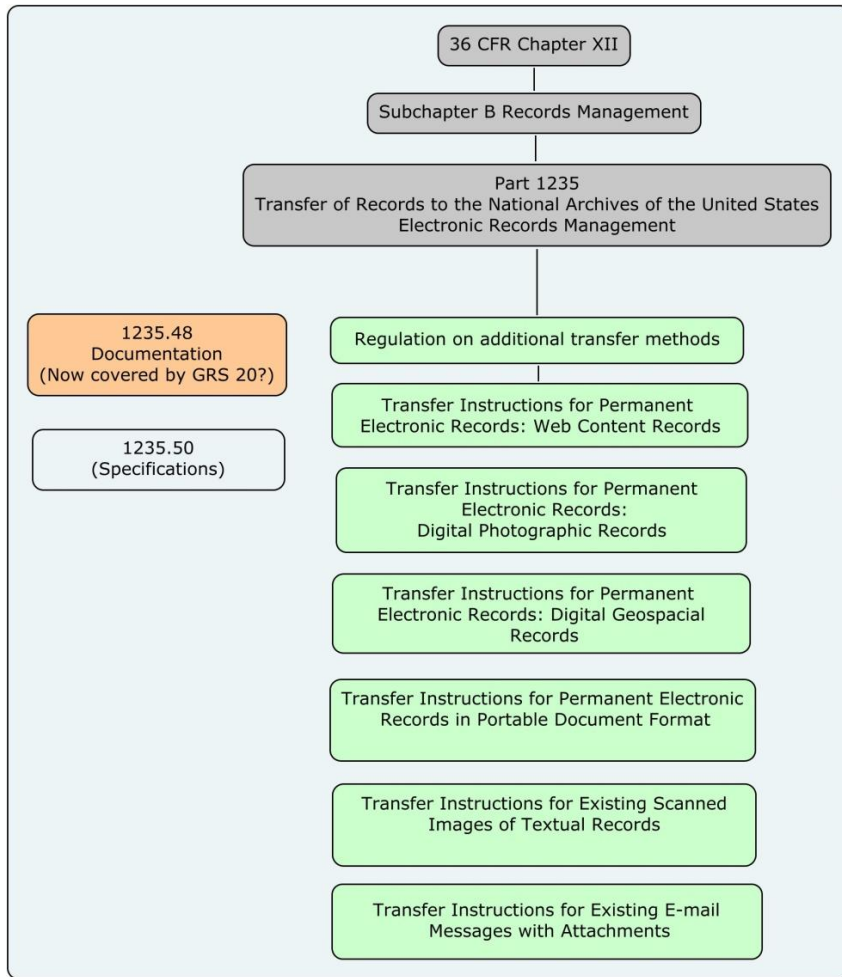 36 CFR Chapter XII
Subchapter B Records Management
Part 1235
Transfer of Records to the National Archives of the United States
Electronic Records Management
1235.48
Documentation
(Now covered by GRS 20?)
1235.50
(Specifications)
Regulation on additional transfer methods
Transfer Instructions for Permanent
Electronic Records: Web Content Records
Transfer Instructions for Permanent
Electronic Records:
Digital Photographic Records
Transfer Instructions for Permanent
Electronic Records: Digital Geospacial
Records
Transfer Instructions for Permanent Electronic
Records in Portable Document Format
Transfer Instructions for Existing Scanned
Images of Textual Records
Transfer Instructions for Existing E-mail
Messages with Attachments